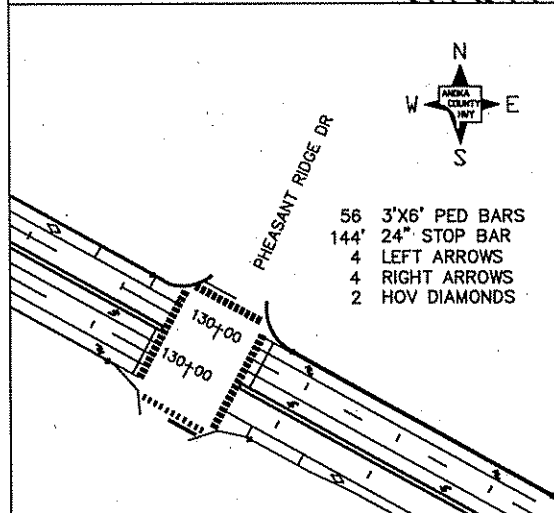 N
W ANOKA COUNTY HWY E
S
PHEASANT RIDGE DR
56 3'X6' PED BARS
144' 24" STOP BAR
4 LEFT ARROWS
4 RIGHT ARROWS
2 HOV DIAMONDS
130+00
130+00